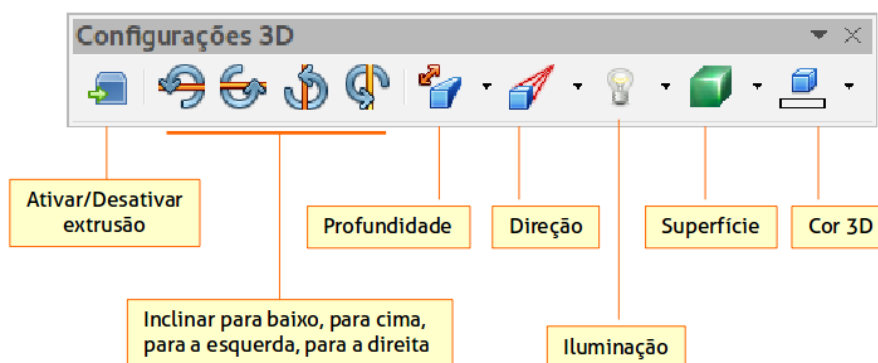 Configurações 3D
Ativar/Desativar
extrusão
Profundidade
Direção
Superfície
Cor 3D
Inclinar para baixo, para cima,
para a esquerda, para a direita
Iluminação